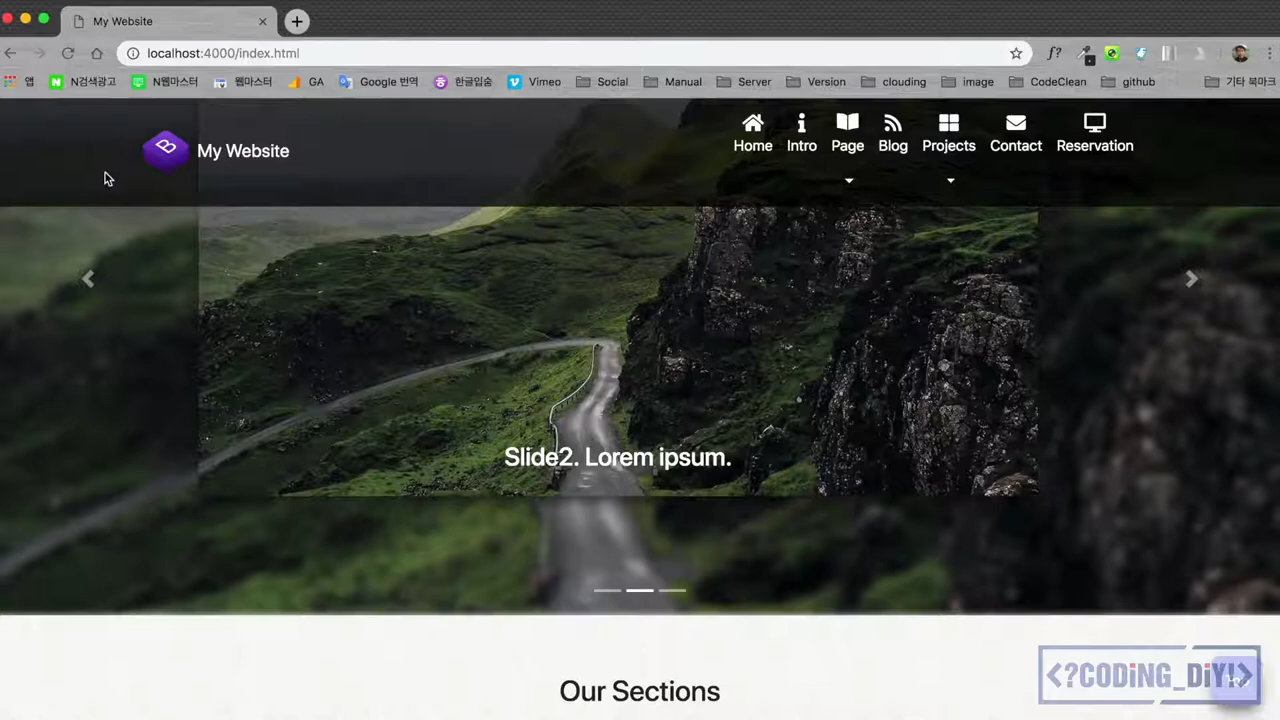 My Website
localhost:4000/index.html
f?
앱 N검색광고 N웹마스터 웹마스터 GA Google 번역 한글입숨 Vimeo Social Manual Server Version clouding image CodeClean github 기타 북마크
My Website
Home Intro Page Blog Projects Contact Reservation
Slide2. Lorem ipsum.
Our Sections
<?CODING_DiY!>